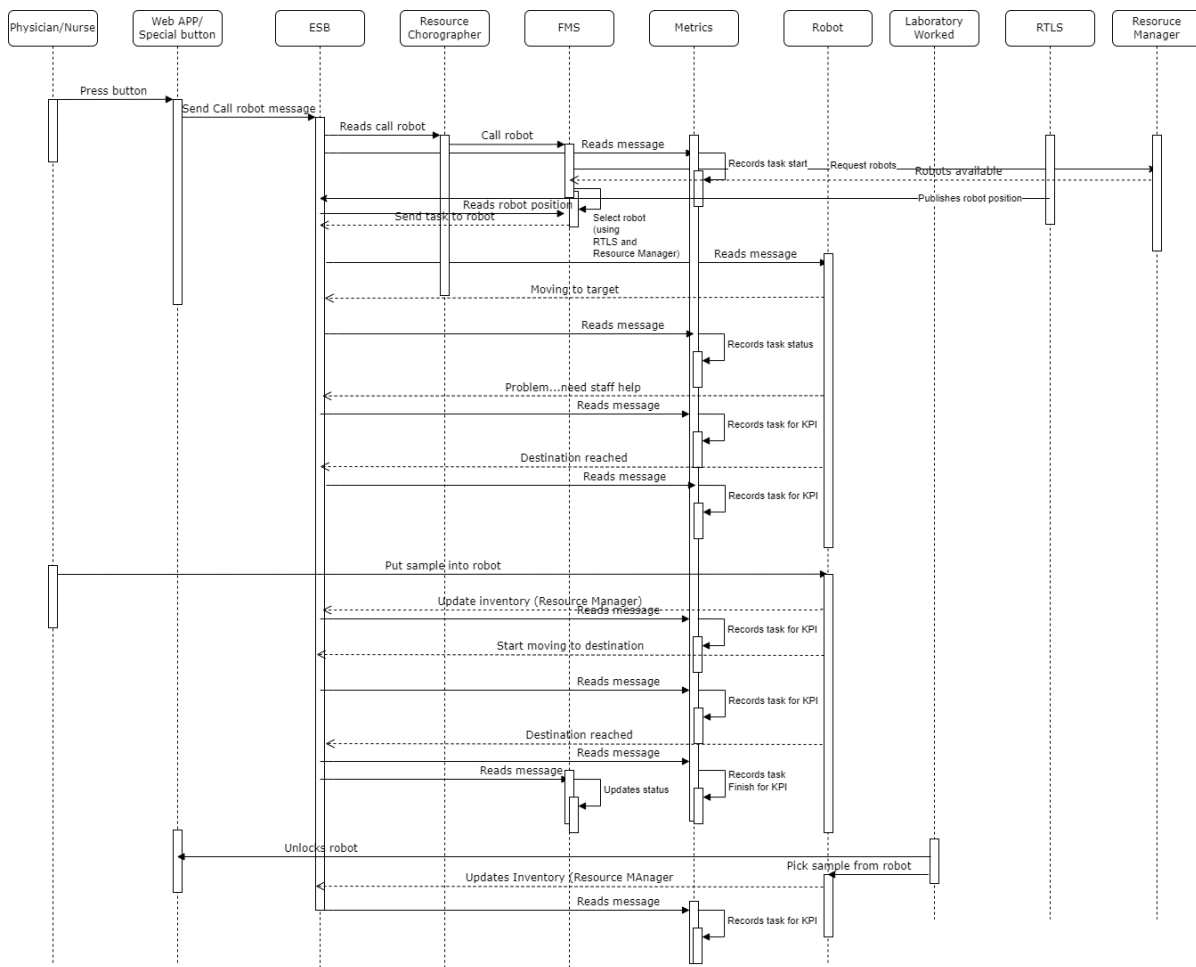 Physician/Nurse
Web APP/
Special button
ESB
Resource
Chorographer
FMS
Metrics
Robot
Laboratory
Worked
RTLS
Resoruce
Manager
Press button
Send Call robot message
Reads call robot
Call robot
Reads message
Records task start
Request robots
Robots available
Publishes robot position
Reads robot position
Send task to robot
Select robot
(using
RTLS and
Resource Manager)
Reads message
Moving to target
Reads message
Records task status
Problem...need staff help
Reads message
Records task for KPI
Destination reached
Reads message
Records task for KPI
Put sample into robot
Update inventory (Resource Manager)
Reads message
Records task for KPI
Start moving to destination
Reads message
Records task for KPI
Destination reached
Reads message
Reads message
Records task
Finish for KPI
Updates status
Unlocks robot
Pick sample from robot
Updates Inventory (Resource MAnager
Reads message
Records task for KPI